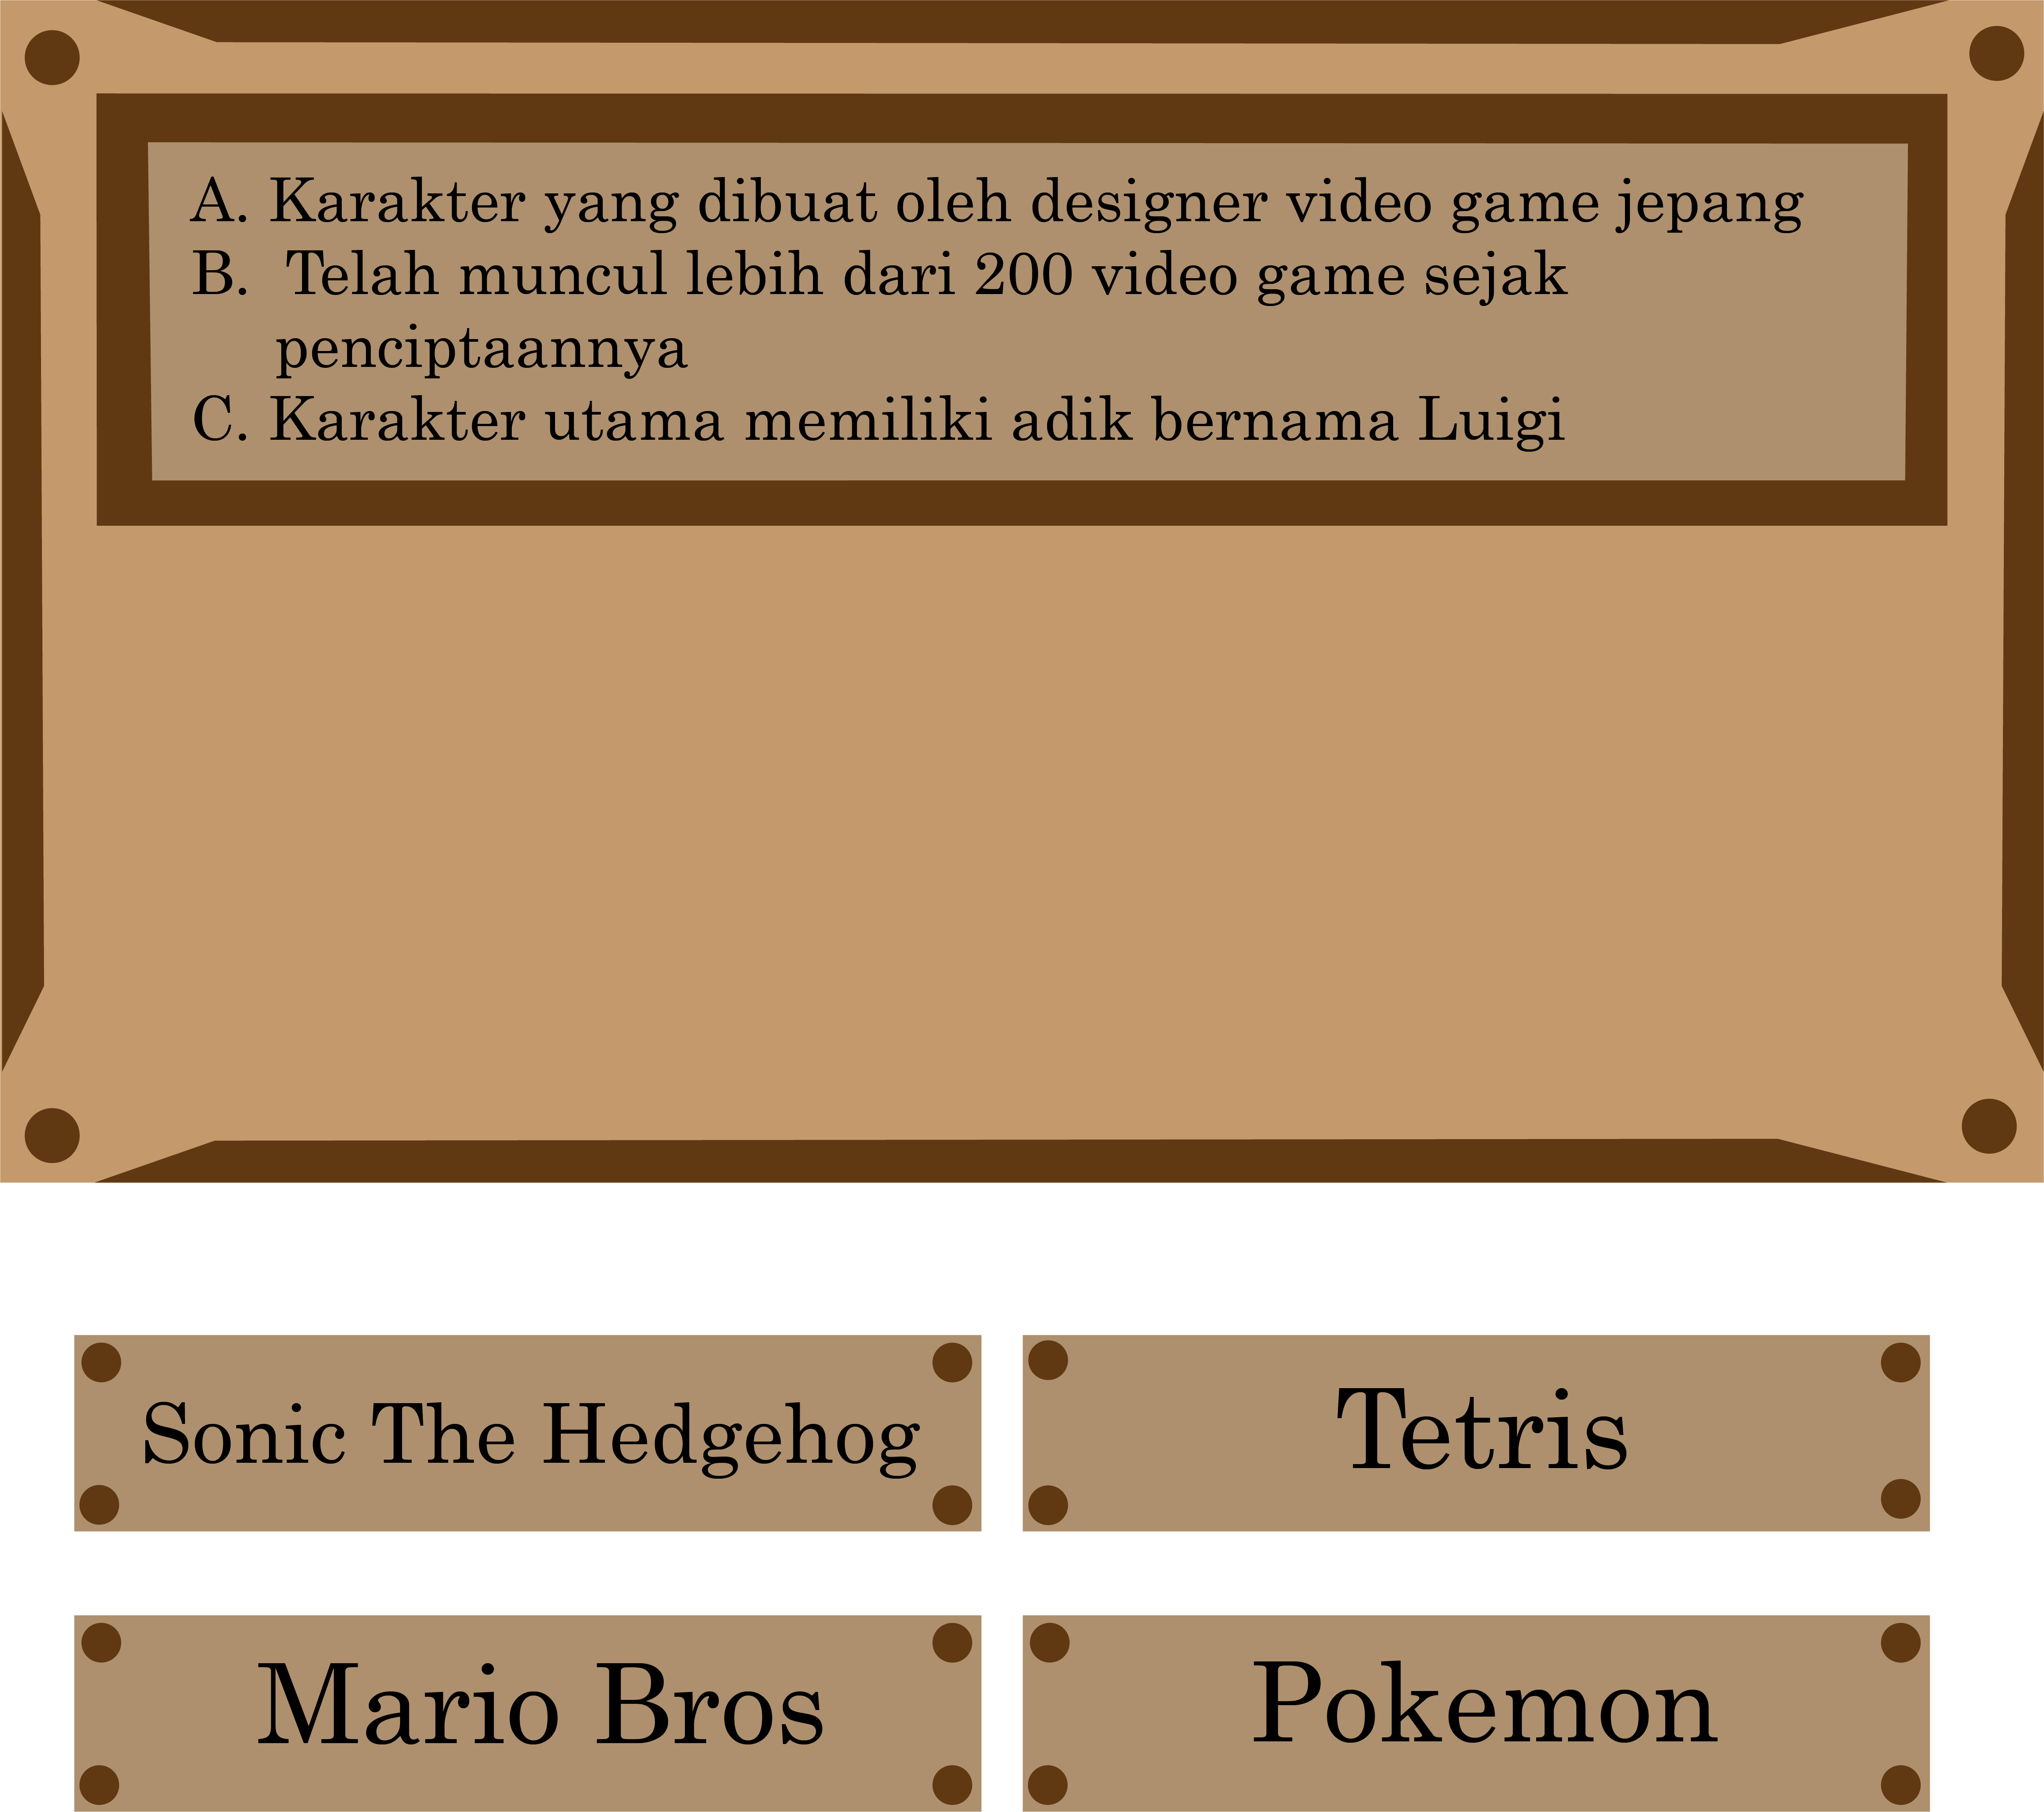 A. Karakter yang dibuat oleh designer video game jepang
B. Telah muncul lebih dari 200 video game sejak
penciptaannya
C. Karakter utama memiliki adik bernama Luigi
Sonic The Hedgehog
Tetris
Mario Bros
Pokemon